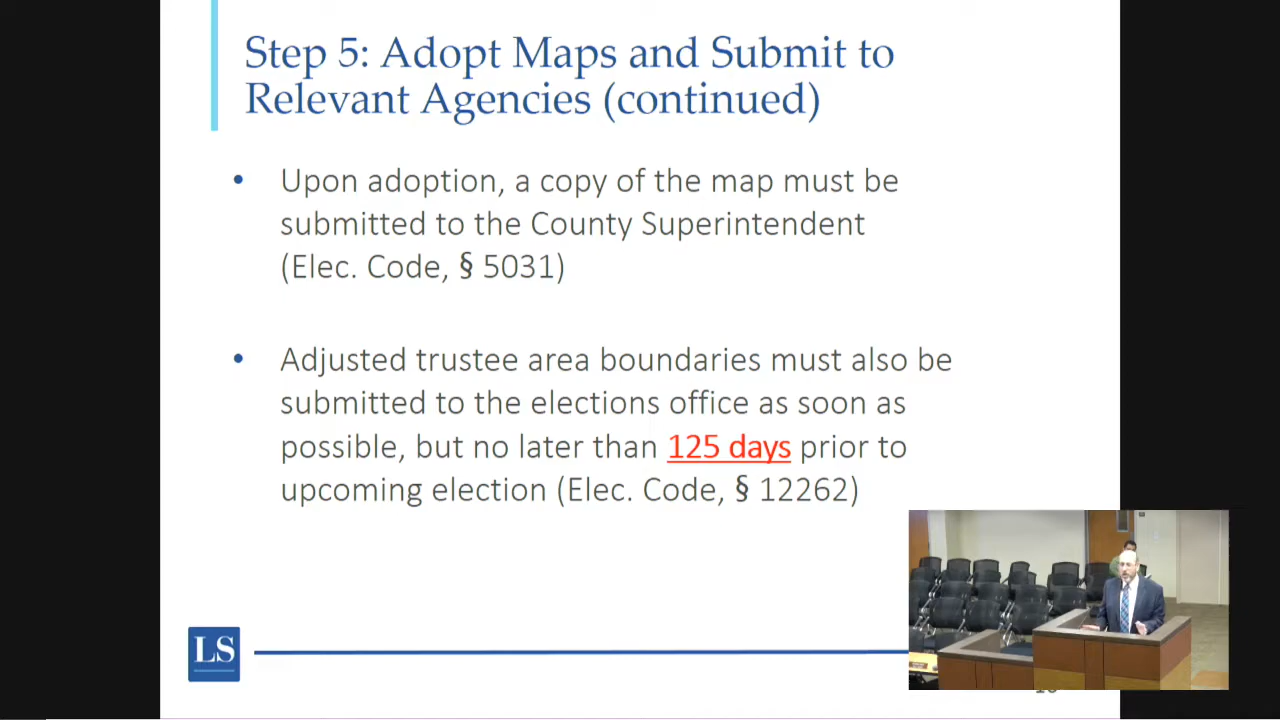 Step 5: Adopt Maps and Submit to
Relevant Agencies (continued)
• Upon adoption, a copy of the map must be
submitted to the County Superintendent
(Elec. Code, § 5031)
• Adjusted trustee area boundaries must also be
submitted to the elections office as soon as
possible, but no later than 125 days prior to
upcoming election (Elec. Code, § 12262)
LS